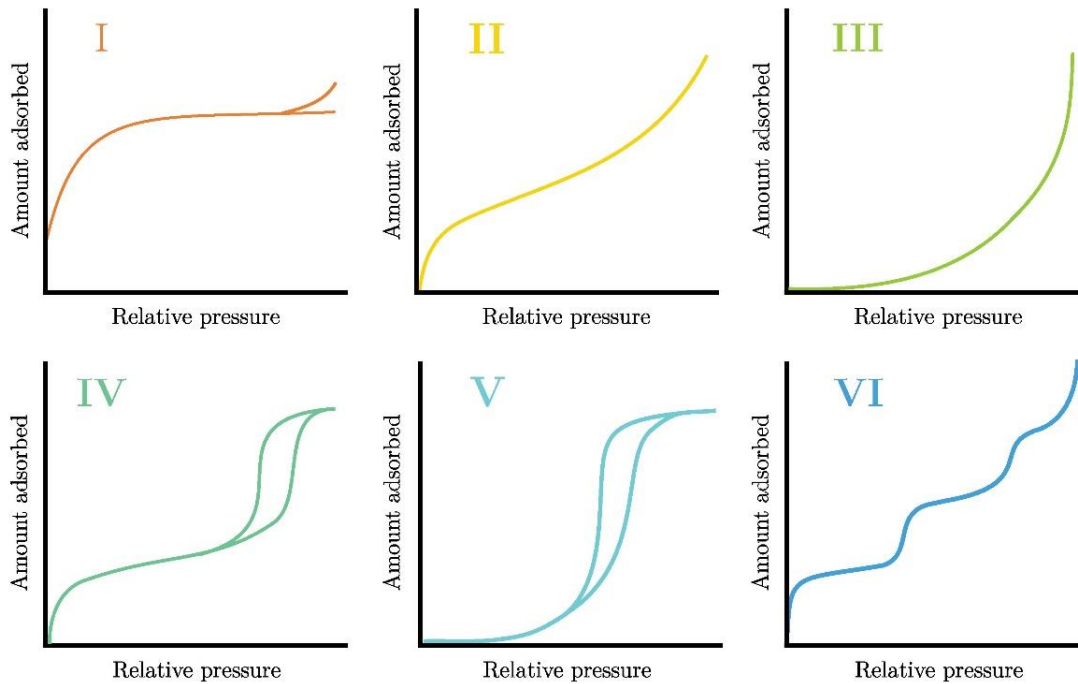 I
Amount adsorbed
Relative pressure
II
Amount adsorbed
Relative pressure
III
Amount adsorbed
Relative pressure
IV
Amount adsorbed
Relative pressure
V
Amount adsorbed
Relative pressure
VI
Amount adsorbed
Relative pressure